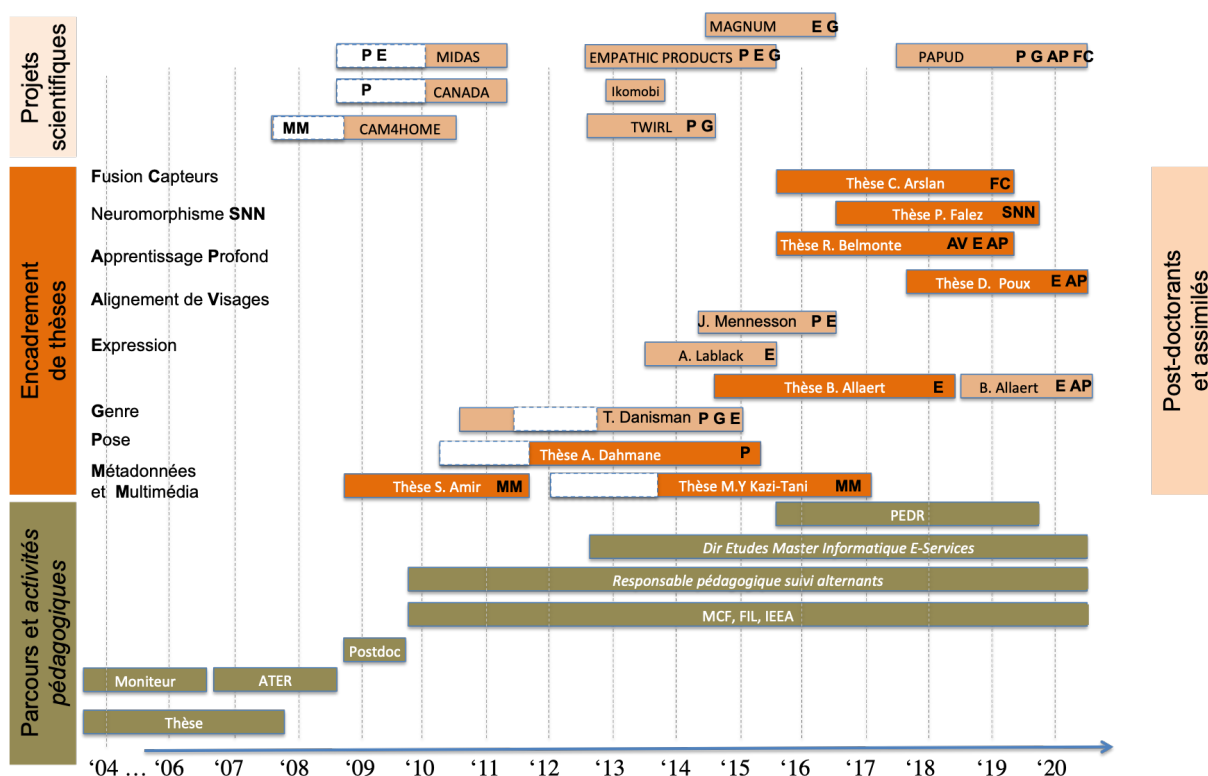 Projets
scientifiques
MAGNUM E G
P E MIDAS
EMPATHIC PRODUCTS P E G
PAPUD P G AP FC
P CANADA
Ikomobi
MM CAM4HOME
TWIRL P G
Encadrement
de thèses
Post-doctorants
et assimilés
Fusion Capteurs
Thèse C. Arslan FC
Neuromorphisme SNN
Thèse P. Falez SNN
Apprentissage Profond
Thèse R. Belmonte AV E AP
Thèse D. Poux E AP
Alignement de Visages
J. Mennesson P E
Expression
A. Lablack E
Thèse B. Allaert E
B. Allaert E AP
Genre
T. Danisman P G E
Pose
Thèse A. Dahmane P
Métadonnées
et Multimédia
Thèse S. Amir MM
Thèse M.Y Kazi-Tani MM
Parcours et activités
pédagogiques
PEDR
Dir Etudes Master Informatique E-Services
Responsable pédagogique suivi alternants
MCF, FIL, IEEA
Postdoc
Moniteur
ATER
Thèse
‘04 … ‘06 ‘07 ‘08 ‘09 ‘10 ‘11 ‘12 ‘13 ‘14 ‘15 ‘16 ‘17 ‘18 ‘19 ‘20